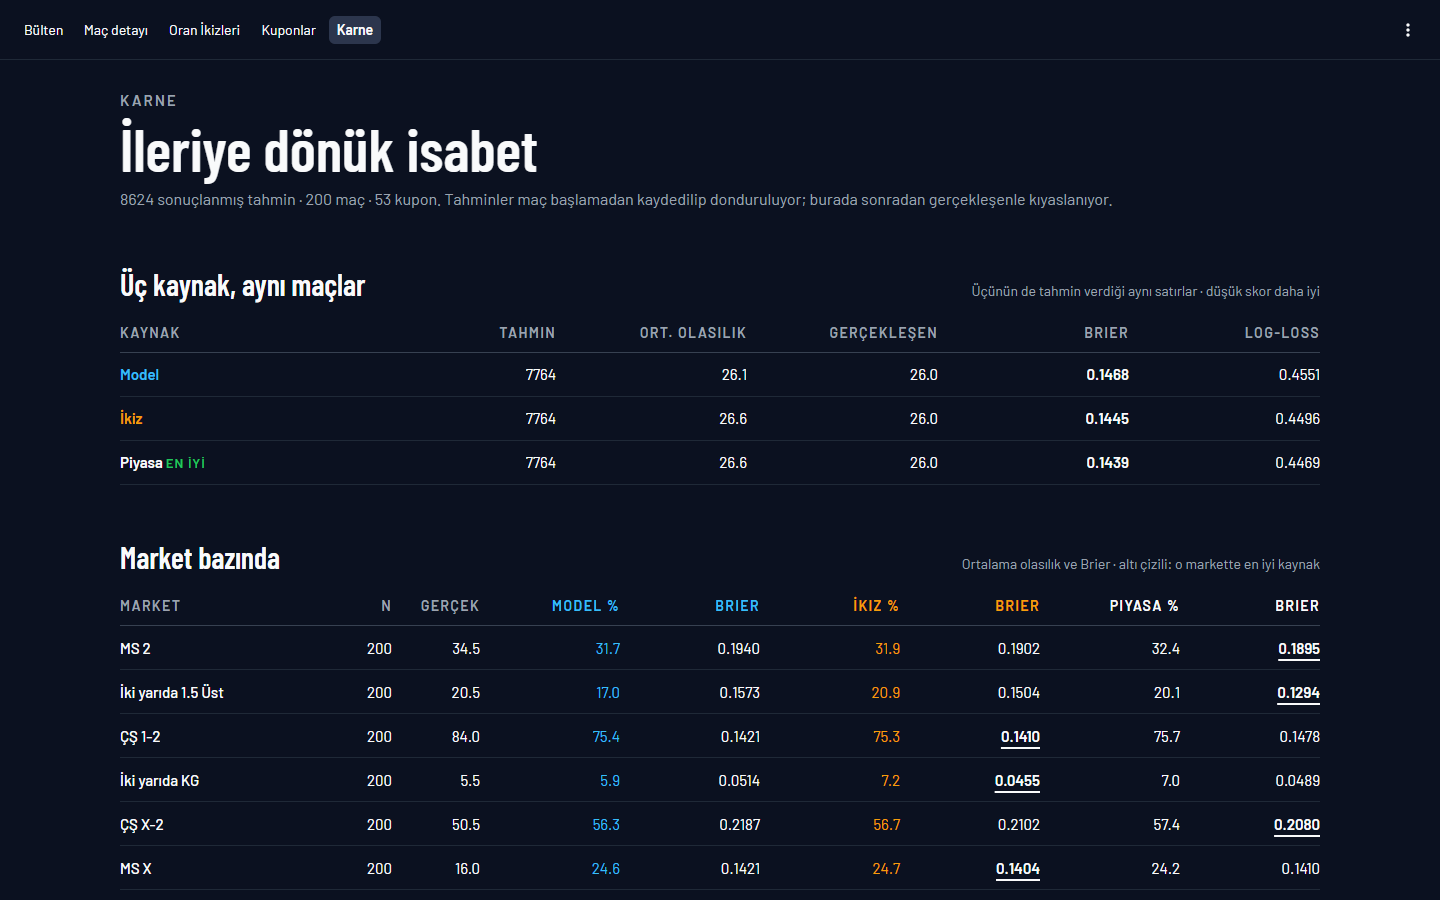 Bülten Maç detayı Oran İkizleri Kuponlar Karne
KARNE
İleriye dönük isabet
8624 sonuçlanmış tahmin · 200 maç · 53 kupon. Tahminler maç başlamadan kaydedilip donduruluyor; burada sonradan gerçekleşenle kıyaslanıyor.
Üç kaynak, aynı maçlar
Üçünün de tahmin verdiği aynı satırlar · düşük skor daha iyi
KAYNAK TAHMIN ORT. OLASILIK GERÇEKLEŞEN BRIER LOG-LOSS
Model 7764 26.1 26.0 0.1468 0.4551
İkiz 7764 26.6 26.0 0.1445 0.4496
Piyasa EN İYİ 7764 26.6 26.0 0.1439 0.4469
Market bazında
Ortalama olasılık ve Brier · altı çizili: o markette en iyi kaynak
MARKET N GERÇEK MODEL % BRIER İKIZ % BRIER PIYASA % BRIER
MS 2 200 34.5 31.7 0.1940 31.9 0.1902 32.4 0.1895
İki yarıda 1.5 Üst 200 20.5 17.0 0.1573 20.9 0.1504 20.1 0.1294
ÇŞ 1-2 200 84.0 75.4 0.1421 75.3 0.1410 75.7 0.1478
İki yarıda KG 200 5.5 5.9 0.0514 7.2 0.0455 7.0 0.0489
ÇŞ X-2 200 50.5 56.3 0.2187 56.7 0.2102 57.4 0.2080
MS X 200 16.0 24.6 0.1421 24.7 0.1404 24.2 0.1410